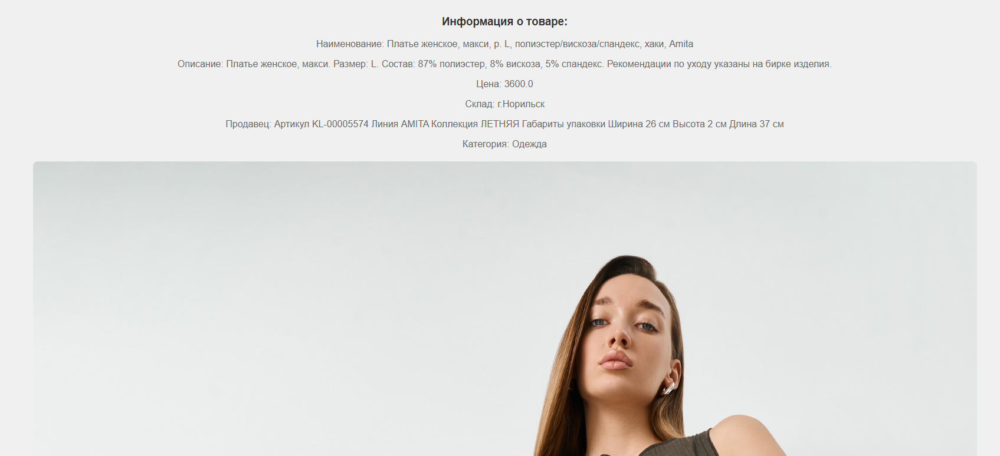 Информация о товаре:
Наименование: Платье женское, макси, р. L, полиэстер/вискоза/спандекс, хаки, Amita
Описание: Платье женское, макси. Размер: L. Состав: 87% полиэстер, 8% вискоза, 5% спандекс. Рекомендации по уходу указаны на бирке изделия.
Цена: 3600.0
Склад: г.Норильск
Продавец: Артикул KL-00005574 Линия AMITA Коллекция ЛЕТНЯЯ Габариты упаковки Ширина 26 см Высота 2 см Длина 37 см
Категория: Одежда